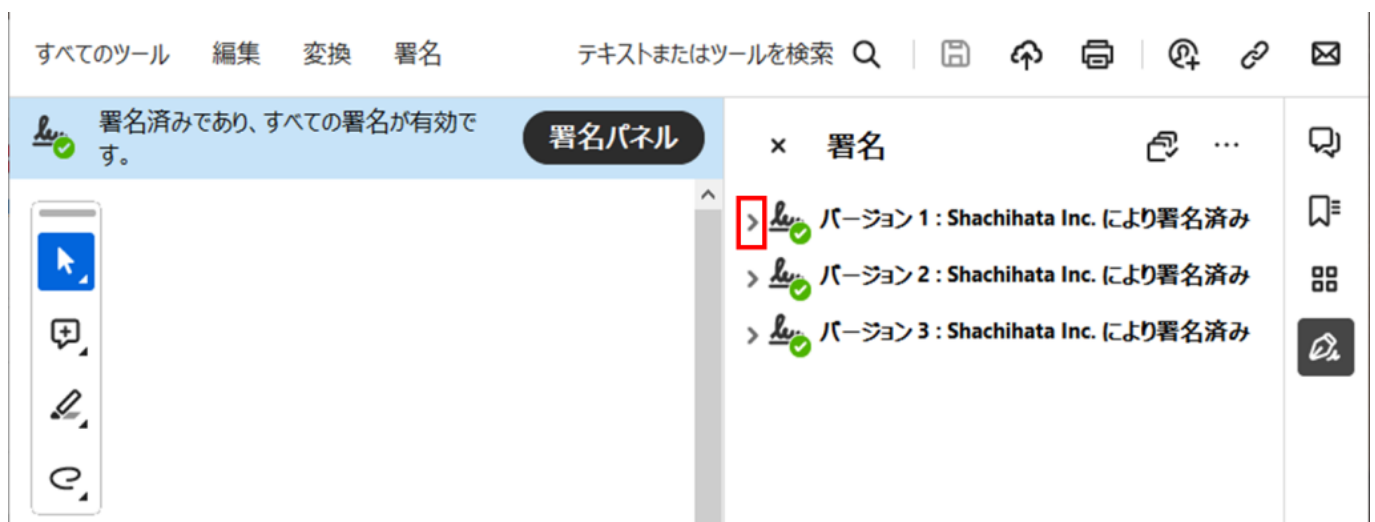 すべてのツール 編集 変換 署名 テキストまたはツールを検索
署名済みであり、すべての署名が有効で
す。
署名パネル
署名
バージョン 1 : Shachihata Inc. により署名済み
バージョン 2 : Shachihata Inc. により署名済み
バージョン 3 : Shachihata Inc. により署名済み